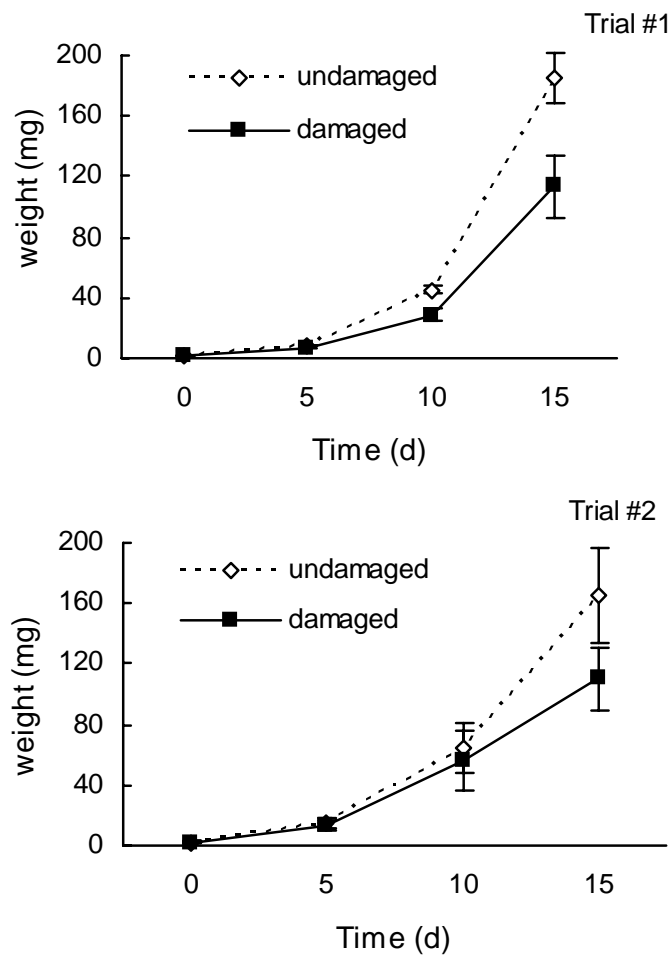 Trial #1
200
undamaged
160
damaged
120
80
40
0
weight (mg)
0 5 10 15
Time (d)
Trial #2
200
undamaged
160
damaged
120
80
40
0
weight (mg)
0 5 10 15
Time (d)